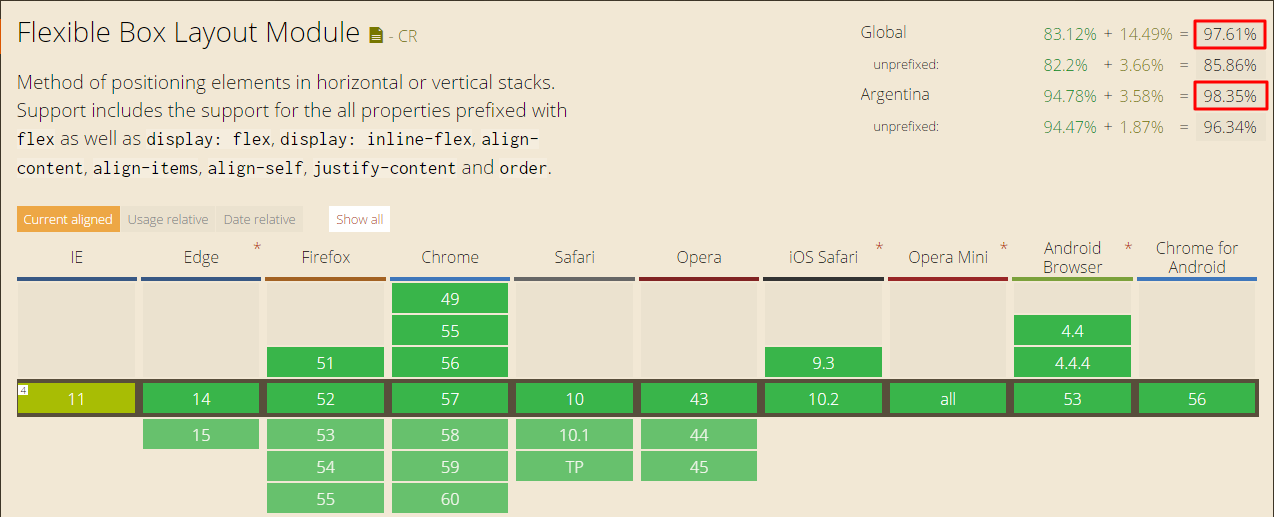 Flexible Box Layout Module - CR
Method of positioning elements in horizontal or vertical stacks.
Support includes the support for the all properties prefixed with
flex as well as display: flex, display: inline-flex, align-
content, align-items, align-self, justify-content and order.
Global 83.12% + 14.49% = 97.61%
unprefixed: 82.2% + 3.66% = 85.86%
Argentina 94.78% + 3.58% = 98.35%
unprefixed: 94.47% + 1.87% = 96.34%
Current aligned Usage relative Date relative Show all
IE Edge * Firefox Chrome Safari Opera iOS Safari * Opera Mini * Android Browser * Chrome for Android
49
55 4.4
51 56 9.3 4.4.4
4 11 14 52 57 10 43 10.2 all 53 56
15 53 58 10.1 44
54 59 TP 45
55 60